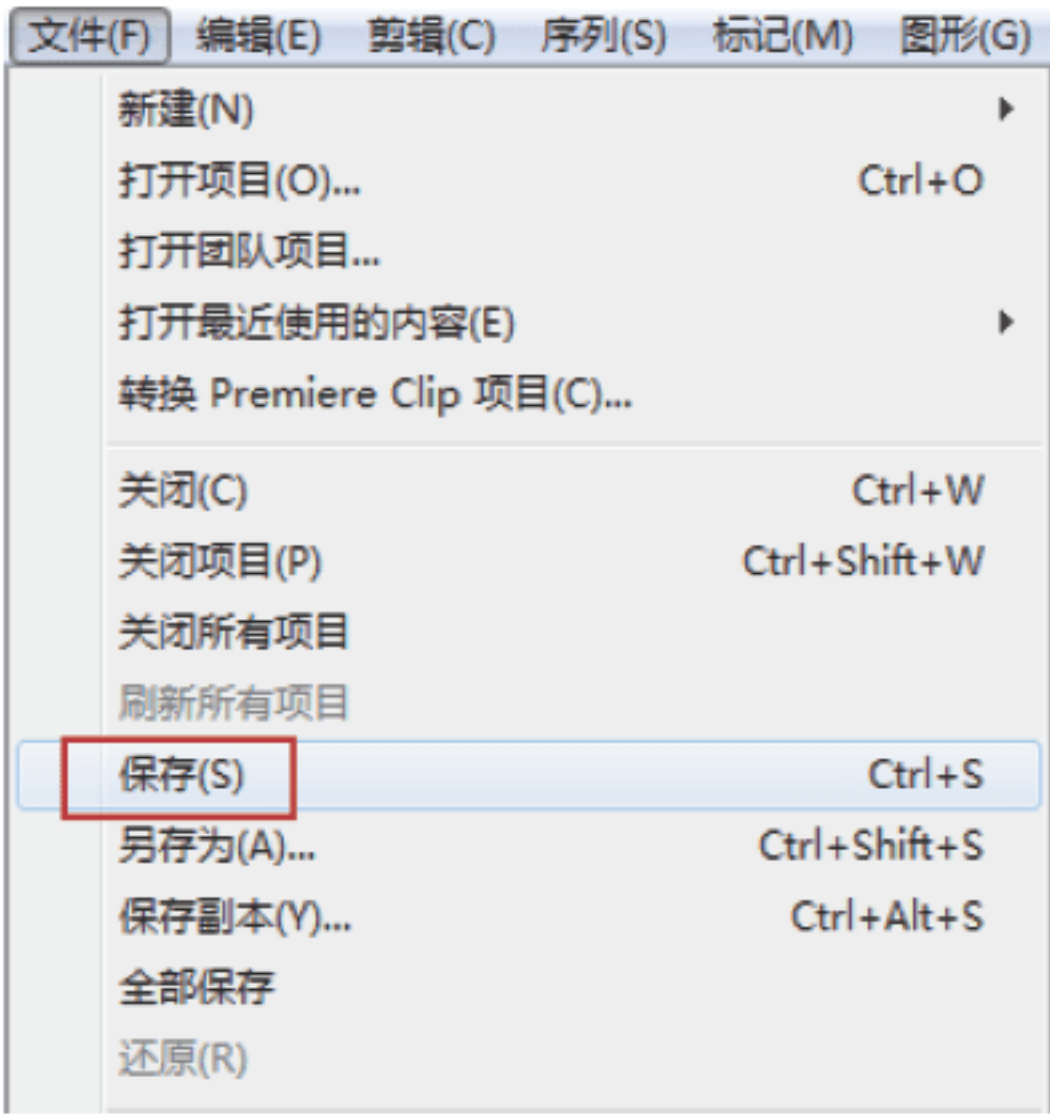 文件(F) 编辑(E) 剪辑(C) 序列(S) 标记(M) 图形(G)
新建(N)
打开项目(O)... Ctrl+O
打开团队项目...
打开最近使用的内容(E)
转换 Premiere Clip 项目(C)...
关闭(C) Ctrl+W
关闭项目(P) Ctrl+Shift+W
关闭所有项目
刷新所有项目
保存(S) Ctrl+S
另存为(A)... Ctrl+Shift+S
保存副本(Y)... Ctrl+Alt+S
全部保存
还原(R)